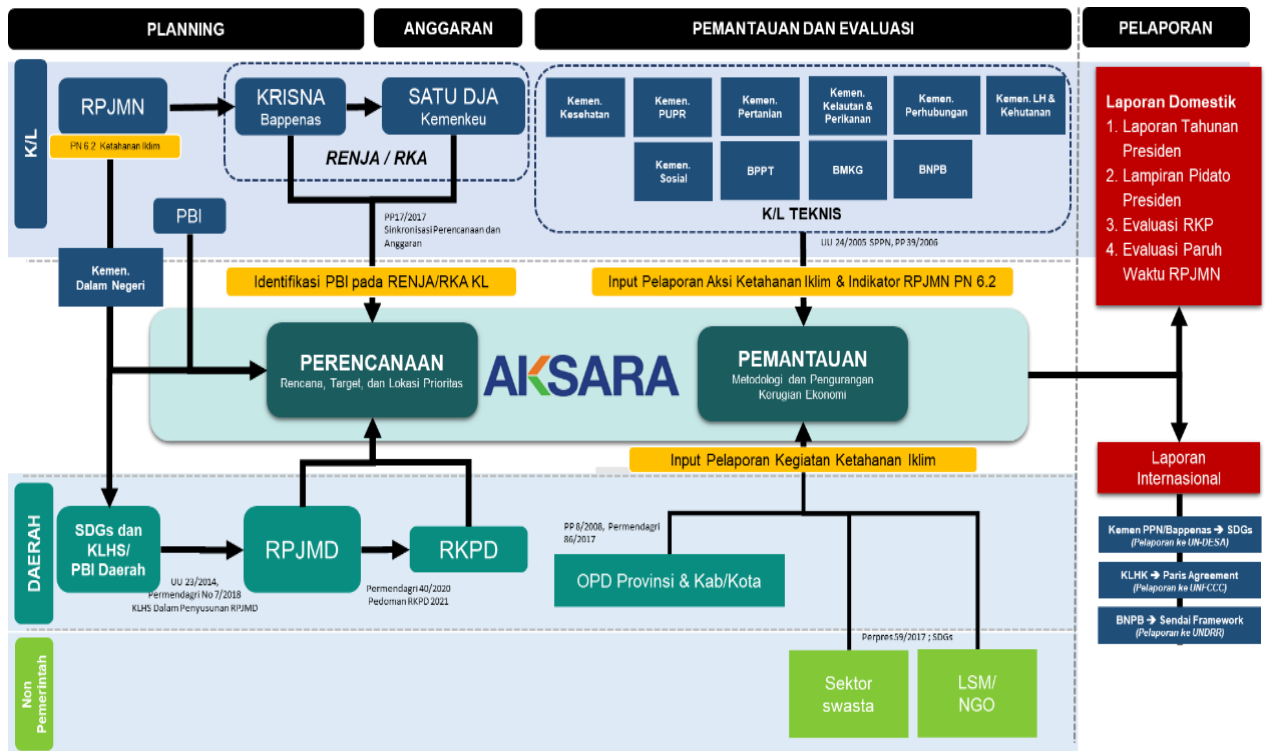 PLANNING
ANGGARAN
PEMANTAUAN DAN EVALUASI
PELAPORAN
K/L
RPJMN
PN 6.2 Ketahanan Iklim
KRISNA
Bappenas
SATU DJA
Kemenkeu
RENJA / RKA
PBI
Kemen.
Dalam Negeri
PP17/2017
Sinkronisasi Perencanaan dan
Anggaran
Kemen.
Kesehatan
Kemen.
PUPR
Kemen.
Pertanian
Kemen.
Kelautan &
Perikanan
Kemen.
Perhubungan
Kemen. LH &
Kehutanan
Kemen.
Sosial
BPPT
BMKG
BNPB
K/L TEKNIS
UU 24/2005 SPPN, PP 39/2006
Laporan Domestik
1. Laporan Tahunan
Presiden
2. Lampiran Pidato
Presiden
3. Evaluasi RKP
4. Evaluasi Paruh
Waktu RPJMN
Identifikasi PBI pada RENJA/RKA KL
Input Pelaporan Aksi Ketahanan Iklim & Indikator RPJMN PN 6.2
PERENCANAAN
Rencana, Target, dan Lokasi Prioritas
AKSARA
PEMANTAUAN
Metodologi dan Pengurangan
Kerugian Ekonomi
Input Pelaporan Kegiatan Ketahanan Iklim
Laporan
Internasional
DAERAH
SDGs dan
KLHS/
PBI Daerah
UU 23/2014,
Permendagri No 7/2018
KLHS Dalam Penyusunan RPJMD
RPJMD
Permendagri 40/2020
Pedoman RKPD 2021
RKPD
PP 8/2008, Permendagri
86/2017
OPD Provinsi & Kab/Kota
Kemen PPN/Bappenas → SDGs
(Pelaporan ke UN-DESA)
KLHK → Paris Agreement
(Pelaporan ke UNFCCC)
BNPB → Sendai Framework
(Pelaporan ke UNDRR)
Non
Pemerintah
Perpres 59/2017 ; SDGs
Sektor
swasta
LSM/
NGO